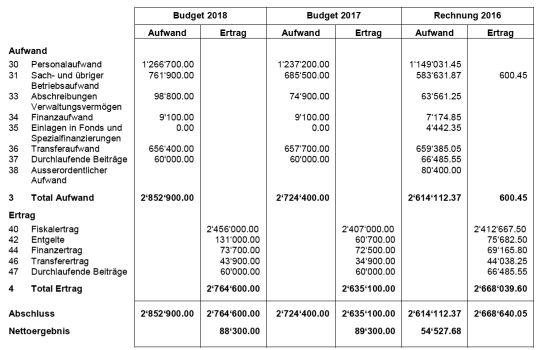 Budget 2018 Budget 2017 Rechnung 2016
Aufwand Ertrag Aufwand Ertrag Aufwand Ertrag
Aufwand
30 Personalaufwand 1'266'700.00 1'237'200.00 1'149'031.45
31 Sach- und übriger 761'900.00 685'500.00 583'631.87 600.45
Betriebsaufwand
33 Abschreibungen 98'800.00 74'900.00 63'561.25
Verwaltungsvermögen
34 Finanzaufwand 9'100.00 9'100.00 7'174.85
35 Einlagen in Fonds und 0.00 0.00 4'442.35
Spezialfinanzierungen
36 Transferaufwand 656'400.00 657'700.00 659'385.05
37 Durchlaufende Beiträge 60'000.00 60'000.00 66'485.55
38 Ausserordentlicher 80'400.00
Aufwand
3 Total Aufwand 2'852'900.00 2'724'400.00 2'614'112.37 600.45
Ertrag
40 Fiskalertrag 2'456'000.00 2'407'000.00 2'412'667.50
42 Entgelte 131'000.00 60'700.00 75'682.50
44 Finanzertrag 73'700.00 72'500.00 69'165.80
46 Transferertrag 43'900.00 34'900.00 44'038.25
47 Durchlaufende Beiträge 60'000.00 60'000.00 66'485.55
4 Total Ertrag 2'764'600.00 2'635'100.00 2'668'039.60
Abschluss 2'852'900.00 2'764'600.00 2'724'400.00 2'635'100.00 2'614'112.37 2'668'640.05
Nettoergebnis 88'300.00 89'300.00 54'527.68